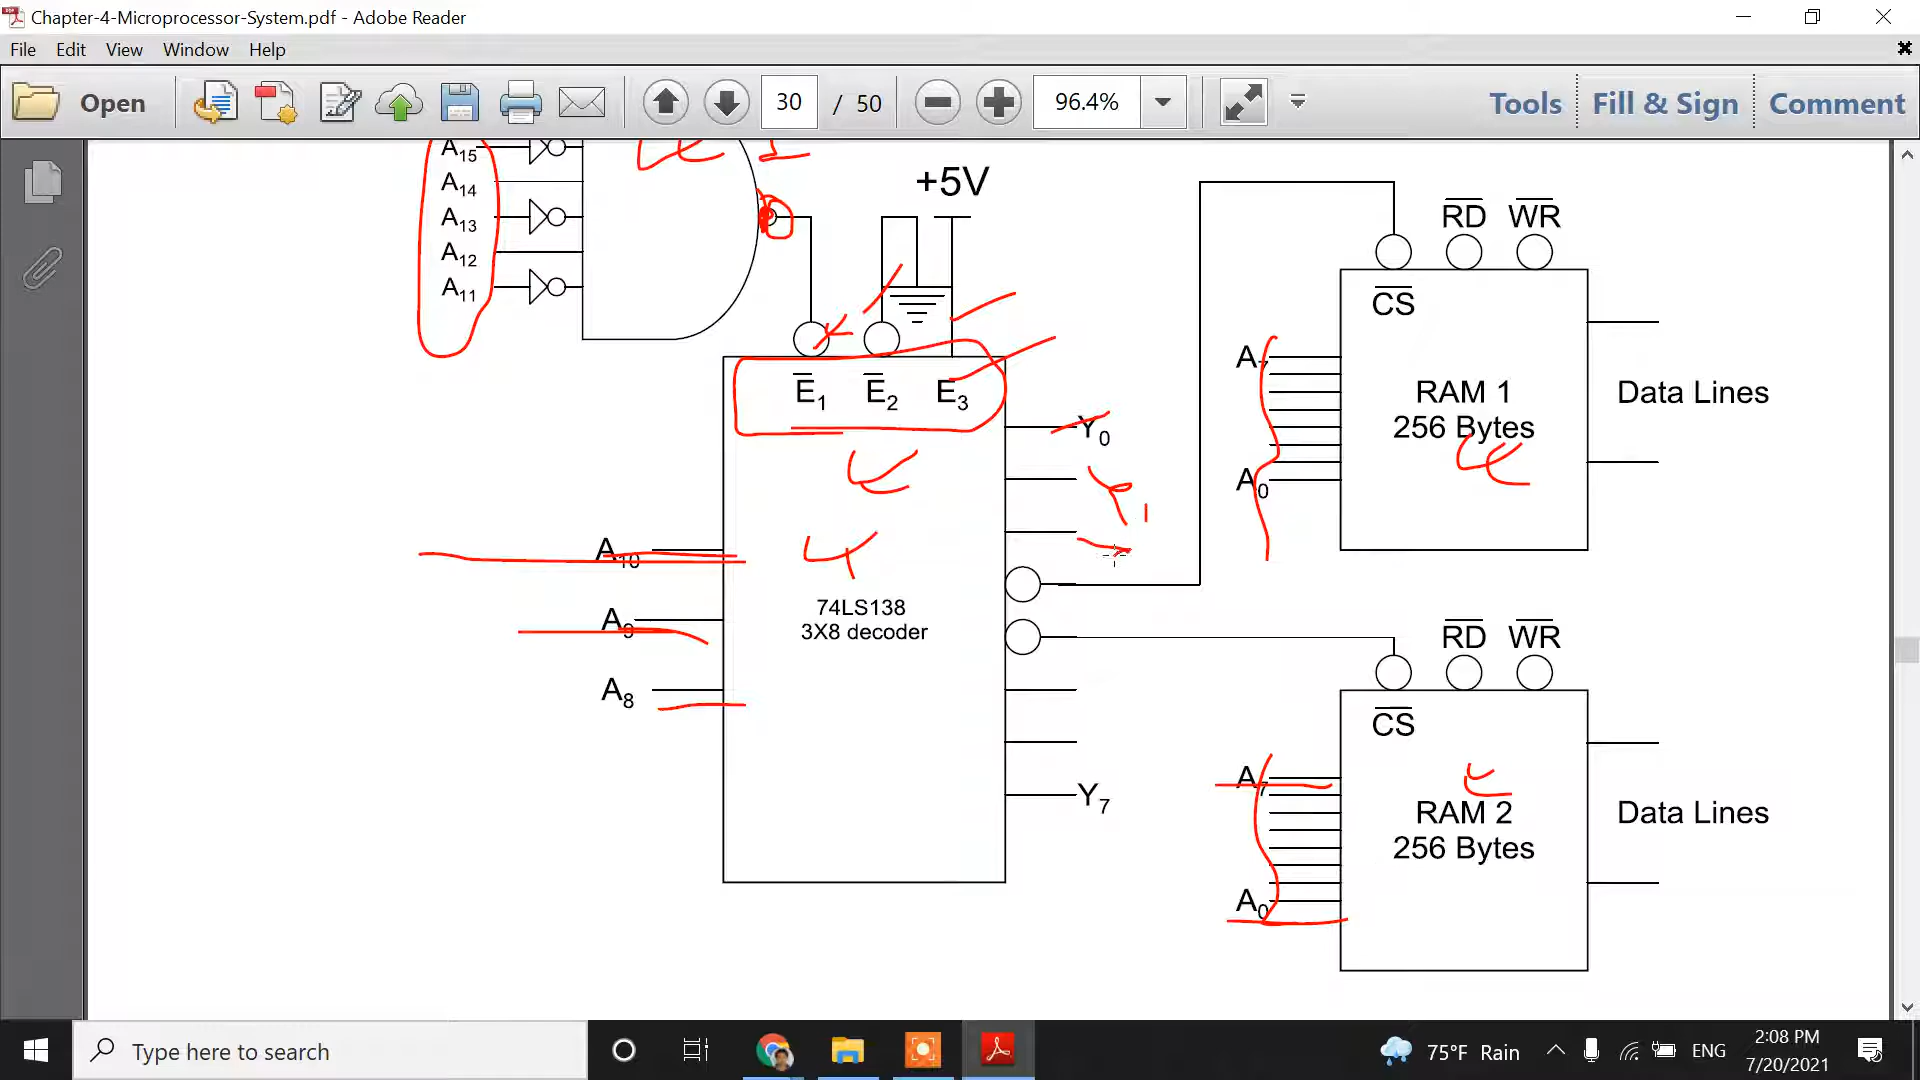 Chapter-4-Microprocessor-System.pdf - Adobe Reader
File Edit View Window Help
Open 30 / 50 96.4% Tools Fill & Sign Comment
A15
A14
A13
A12
A11
+5V
E1 E2 E3
Y0
Y1
A10
A9
A8
74LS138
3X8 decoder
Y7
RD WR
CS
A7
RAM 1
256 Bytes
Data Lines
A0
RD WR
CS
A7
RAM 2
256 Bytes
Data Lines
A0
Type here to search
75°F Rain
ENG
2:08 PM
7/20/2021